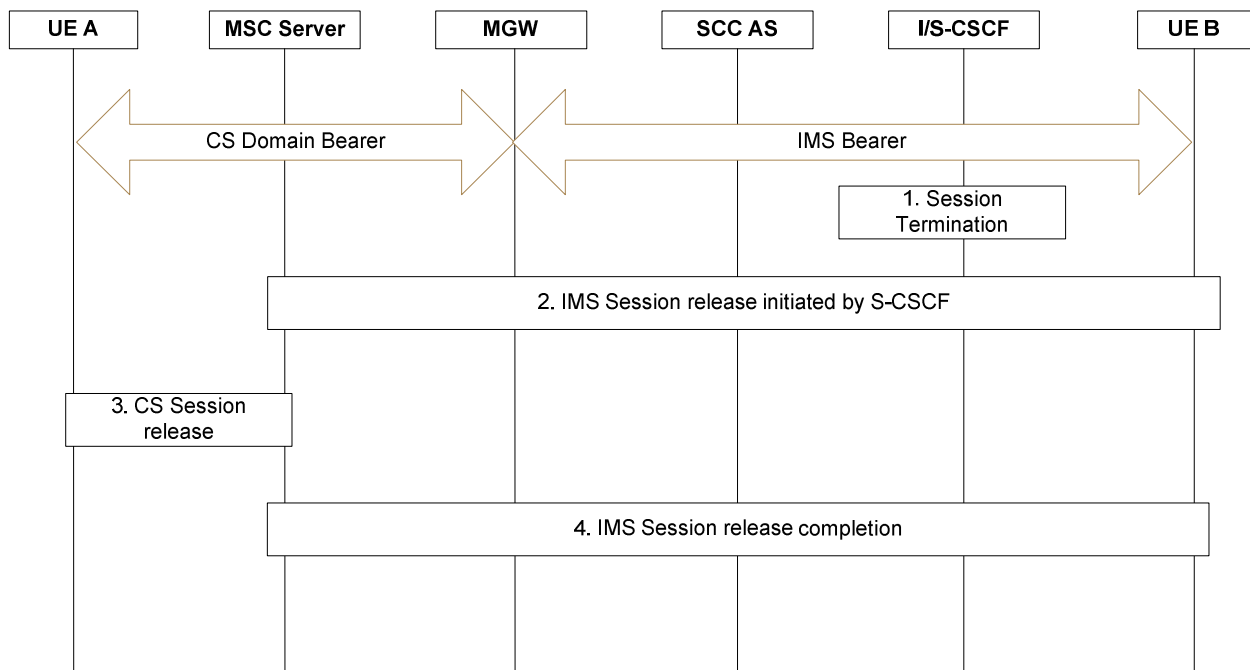 UE A
MSC Server
MGW
SCC AS
I/S-CSCF
UE B
CS Domain Bearer
IMS Bearer
1. Session
Termination
2. IMS Session release initiated by S-CSCF
3. CS Session
release
4. IMS Session release completion